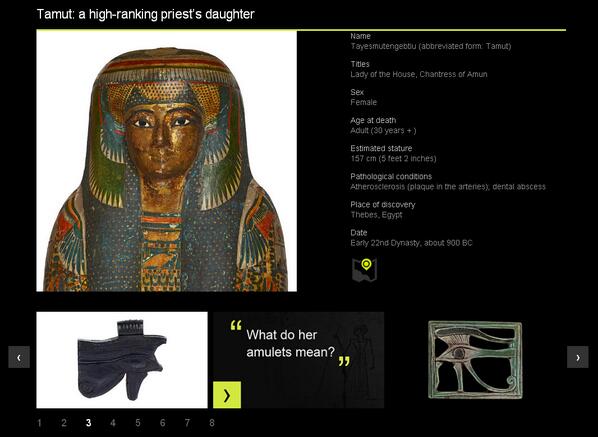 Tamut: a high-ranking priest's daughter
Name
Tayesmutengebtiu (abbreviated form: Tamut)
Titles
Lady of the House, Chantress of Amun
Sex
Female
Age at death
Adult (30 years + )
Estimated stature
157 cm (5 feet 2 inches)
Pathological conditions
Atherosclerosis (plaque in the arteries); dental abscess
Place of discovery
Thebes, Egypt
Date
Early 22nd Dynasty, about 900 BC
“ What do her
amulets mean? ”
1 2 3 4 5 6 7 8